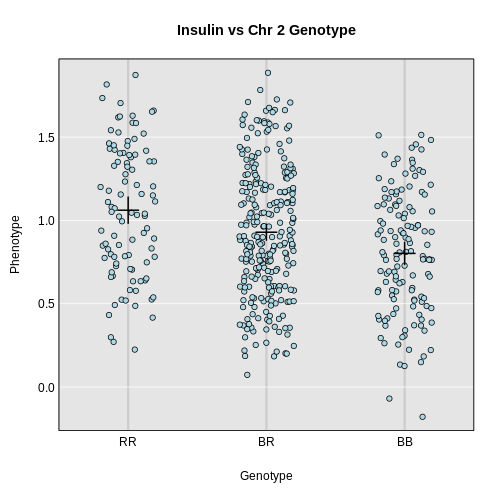 Insulin vs Chr 2 Genotype
Phenotype
1.5
1.0
0.5
0.0
RR
BR
BB
Genotype